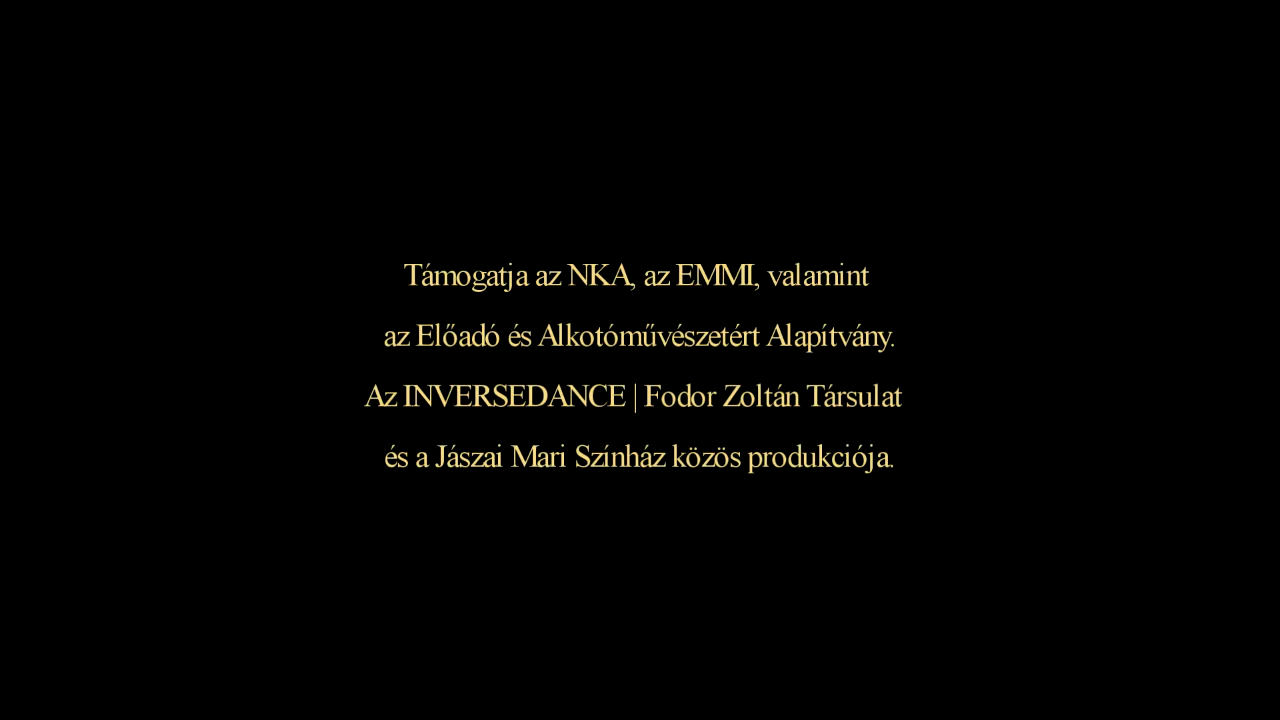 Támogatja az NKA, az EMMI, valamint
az Előadó és Alkotóművészetért Alapítvány.
Az INVERSEDANCE | Fodor Zoltán Társulat
és a Jászai Mari Színház közös produkciója.